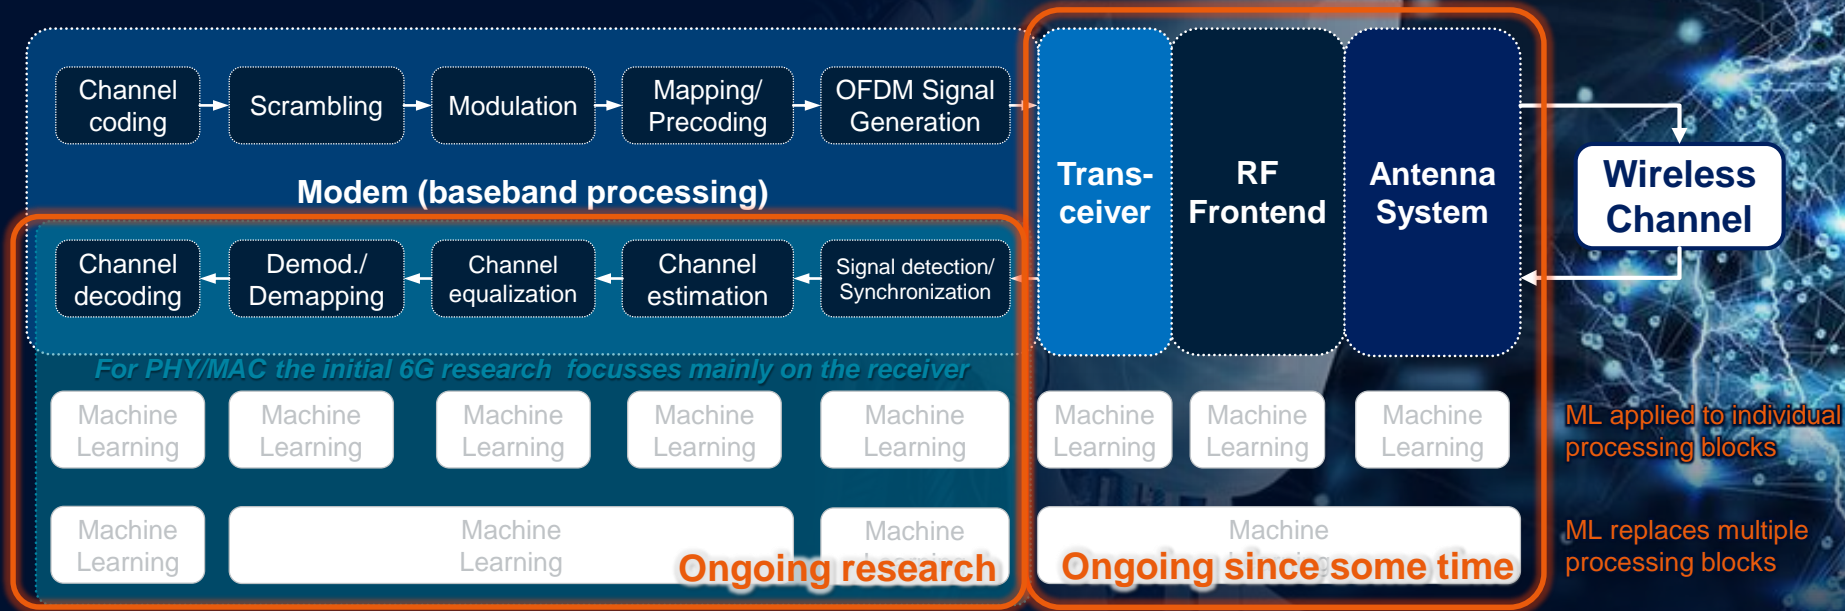 Channel
coding
Scrambling
Modulation
Mapping/
Precoding
OFDM Signal
Generation
Trans-
ceiver
RF
Frontend
Antenna
System
Wireless
Channel
Modem (baseband processing)
Channel
decoding
Demod./
Demapping
Channel
equalization
Channel
estimation
Signal detection/
Synchronization
For PHY/MAC the initial 6G research focusses mainly on the receiver
Machine
Learning
Machine
Learning
Machine
Learning
Machine
Learning
Machine
Learning
Machine
Learning
Machine
Learning
Machine
Learning
ML applied to individual
processing blocks
Machine
Learning
Machine
Learning
Machine
Learning
Machine
Learning
ML replaces multiple
processing blocks
Ongoing research
Ongoing since some time